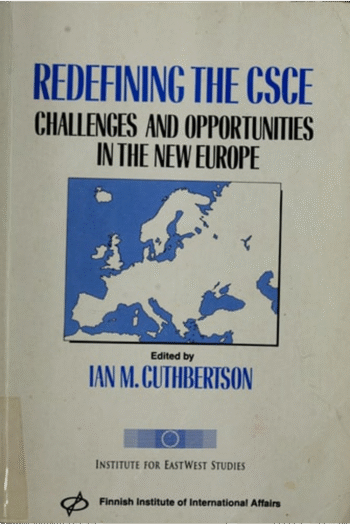 REDEFINING THE CSCE
CHALLENGES AND OPPORTUNITIES
IN THE NEW EUROPE
Edited by
IAN M. CUTHBERTSON
INSTITUTE FOR EASTWEST STUDIES
Finnish Institute of International Affairs